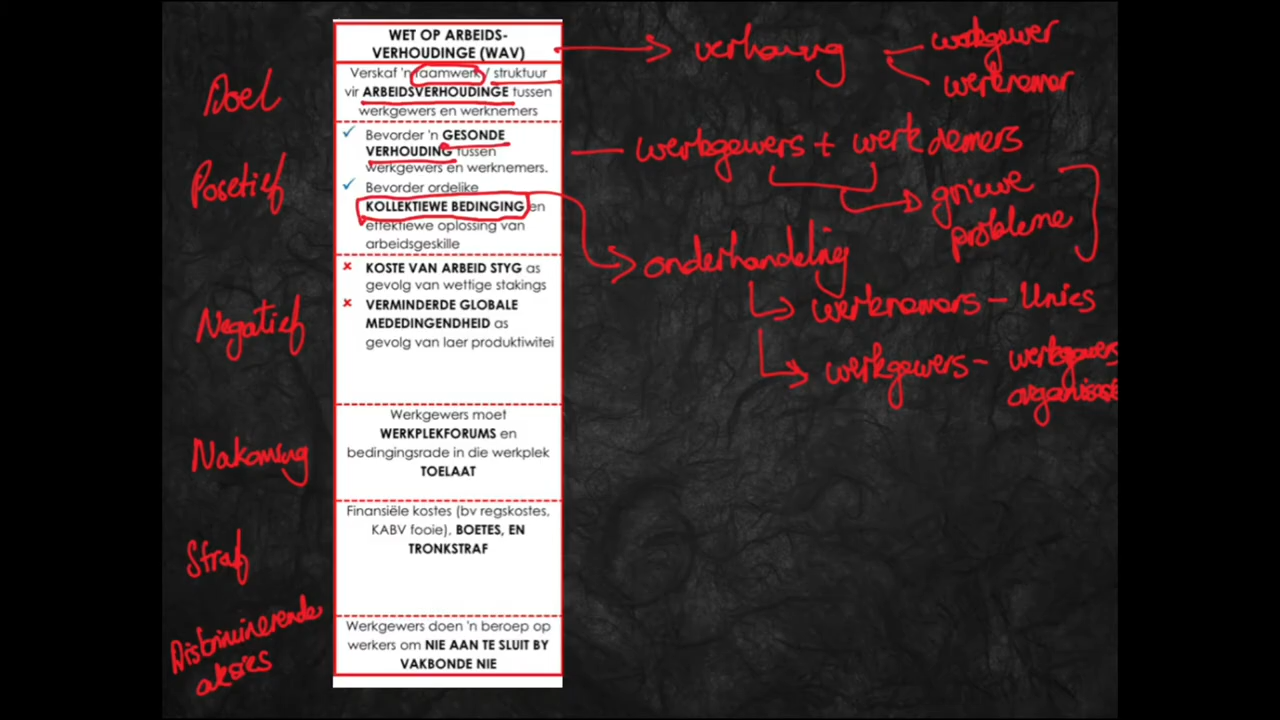 WET OP ARBEIDS-
VERHOUDINGE (WAV)
Verskaf 'n raamwerk / struktuur
vir ARBEIDSVERHOUDINGE tussen
werkgewers en werknemers
✓ Bevorder 'n GESONDE
VERHOUDING tussen
werkgewers en werknemers.
✓ Bevorder ordelike
KOLLEKTIEWE BEDINGING en
effektiewe oplossing van
arbeidsgeskille
× KOSTE VAN ARBEID STYG as
gevolg van wettige stakings
× VERMINDERDE GLOBALE
MEDEDINGENDHEID as
gevolg van laer produktiwitei
Werkgewers moet
WERKPLEKFORUMS en
bedingingsrade in die werkplek
TOELAAT
Finansiële kostes (bv regskostes,
KABV fooie), BOETES, EN
TRONKSTRAF
Werkgewers doen 'n beroep op
werkers om NIE AAN TE SLUIT BY
VAKBONDE NIE
Doel
Posetief
Negatief
Nakoming
Straf
Diskriminerende
aksies
verhouing
werkgewer
werknemer
werkgewers + werknemers
griewe
probleme
onderhandeling
werknemers - Unies
werkgewers - werkgewers
organisasi